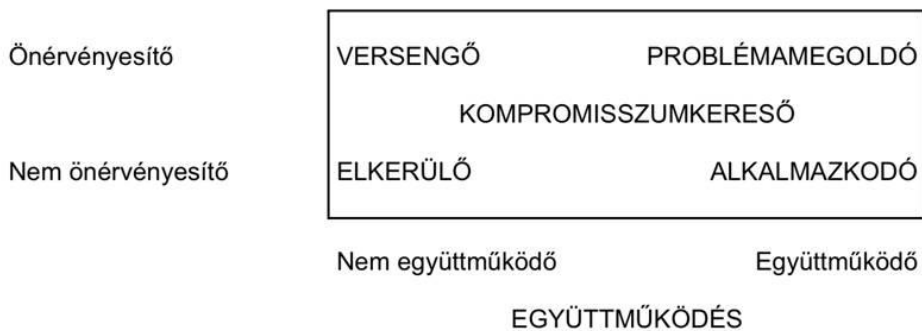 Önérvényesítő VERSENGŐ PROBLÉMAMEGOLDÓ
KOMPROMISSZUMKERESŐ
Nem önérvényesítő ELKERÜLŐ ALKALMAZKODÓ
Nem együttműködő Együttműködő
EGYÜTTMŰKÖDÉS